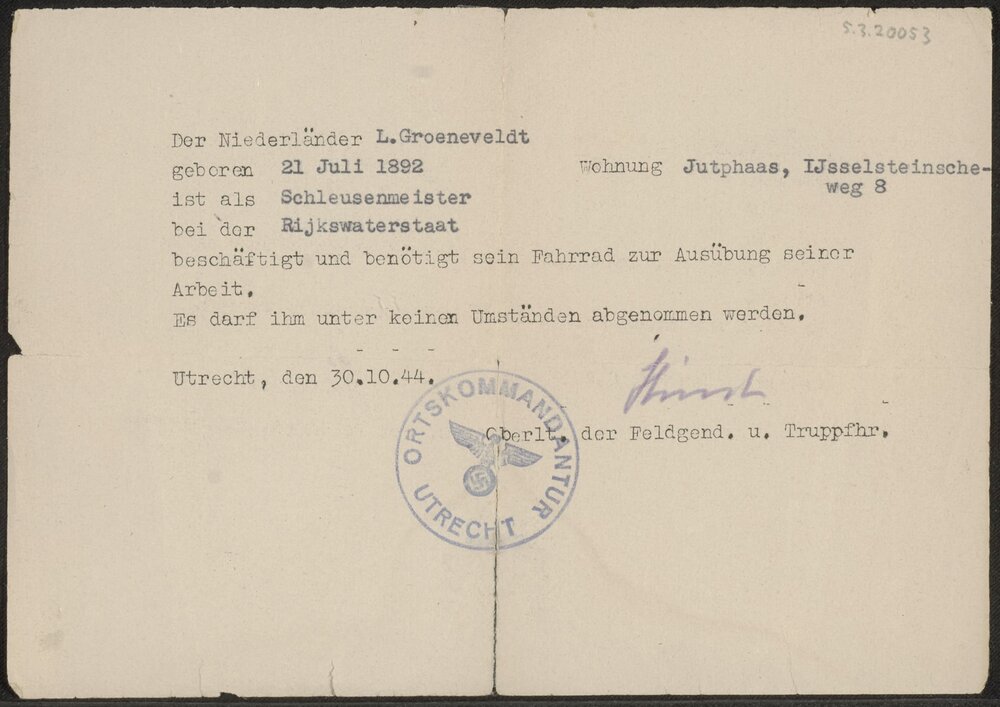 5.3.20053
Der Niederländer L.Groeneveldt
geboren 21 Juli 1892 Wohnung Jutphaas, IJsselsteinsche-
weg 8
ist als Schleusenmeister
bei der Rijkswaterstaat
beschäftigt und benötigt sein Fahrrad zur Ausübung seiner
Arbeit.
Es darf ihm unter keinen Umständen abgenommen werden.
Utrecht, den 30.10.44.
Oberlt. der Feldgend. u. Truppfhr.
ORTSKOMMANDANTUR
UTRECHT